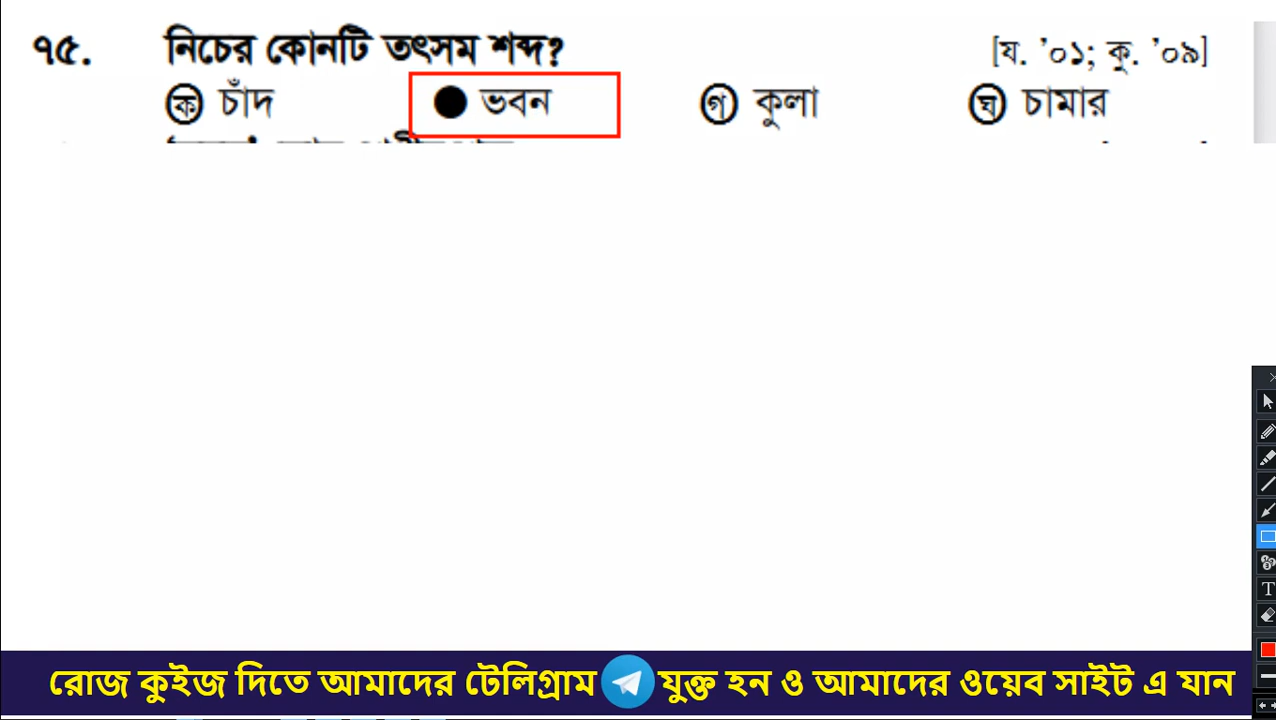 ৭৫. নিচের কোনটি তৎসম শব্দ? [য. '০১; কু. '০৯]
ক চাঁদ ● ভবন গ কুলা ঘ চামার
রোজ কুইজ দিতে আমাদের টেলিগ্রাম যুক্ত হন ও আমাদের ওয়েব সাইট এ যান